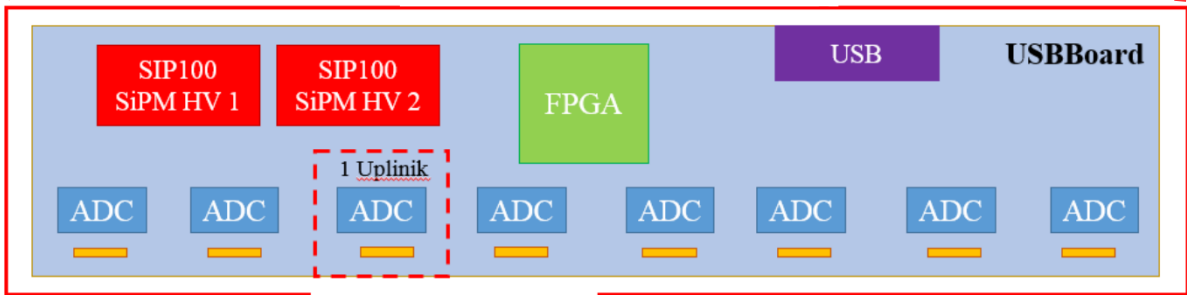 SIP100
SiPM HV 1
SIP100
SiPM HV 2
FPGA
USB
USBBoard
1 Uplinik
ADC
ADC
ADC
ADC
ADC
ADC
ADC
ADC